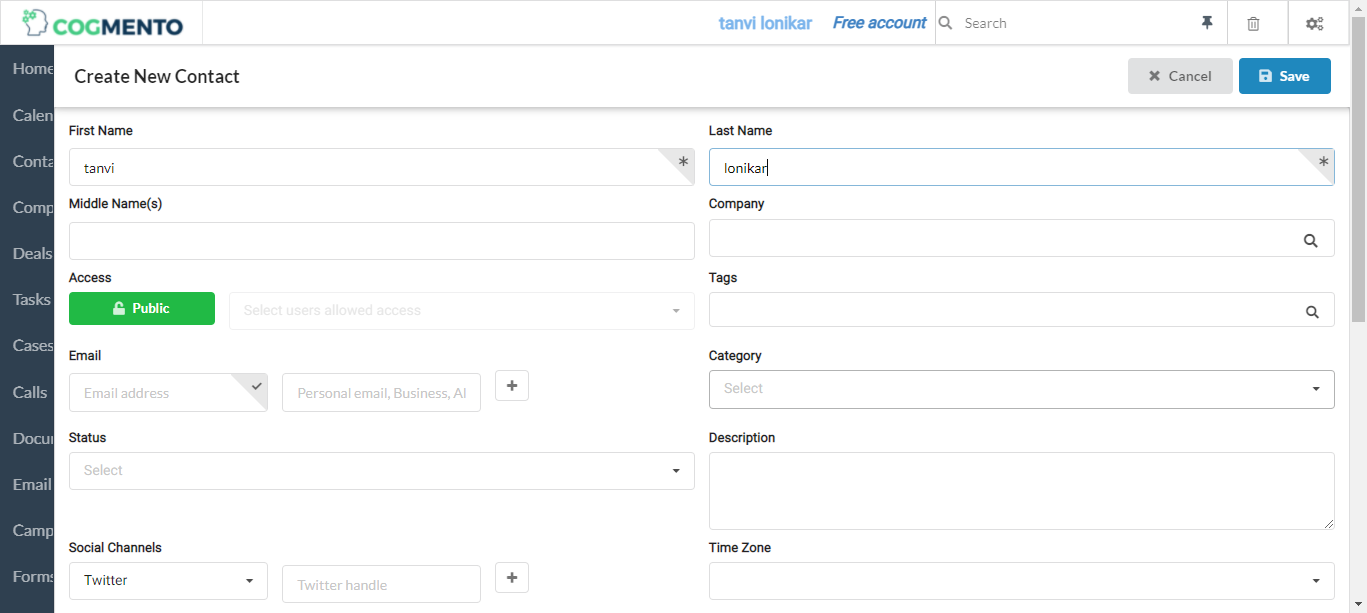 COGMENTO
tanvi lonikar Free account Search
Home
Create New Contact
Cancel Save
Calen
Conta
Comp
Deals
Tasks
Cases
Calls
Docu
Email
Camp
Forms
First Name Last Name
tanvi * lonikar *
Middle Name(s) Company
Access Tags
Public Select users allowed access
Email Category
Email address Personal email, Business, Al Select
Status Description
Select
Social Channels Time Zone
Twitter Twitter handle